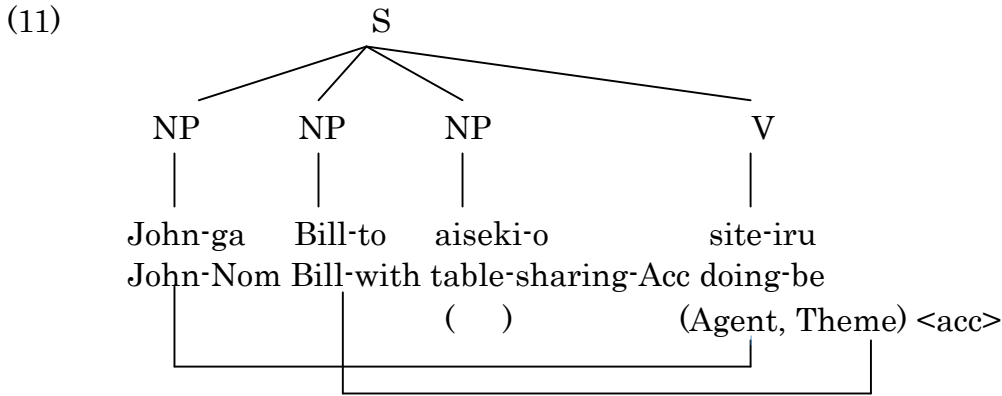 (11) S
NP NP NP V
John-ga Bill-to aiseki-o site-iru
John-Nom Bill-with table-sharing-Acc doing-be
( ) (Agent, Theme) <acc>